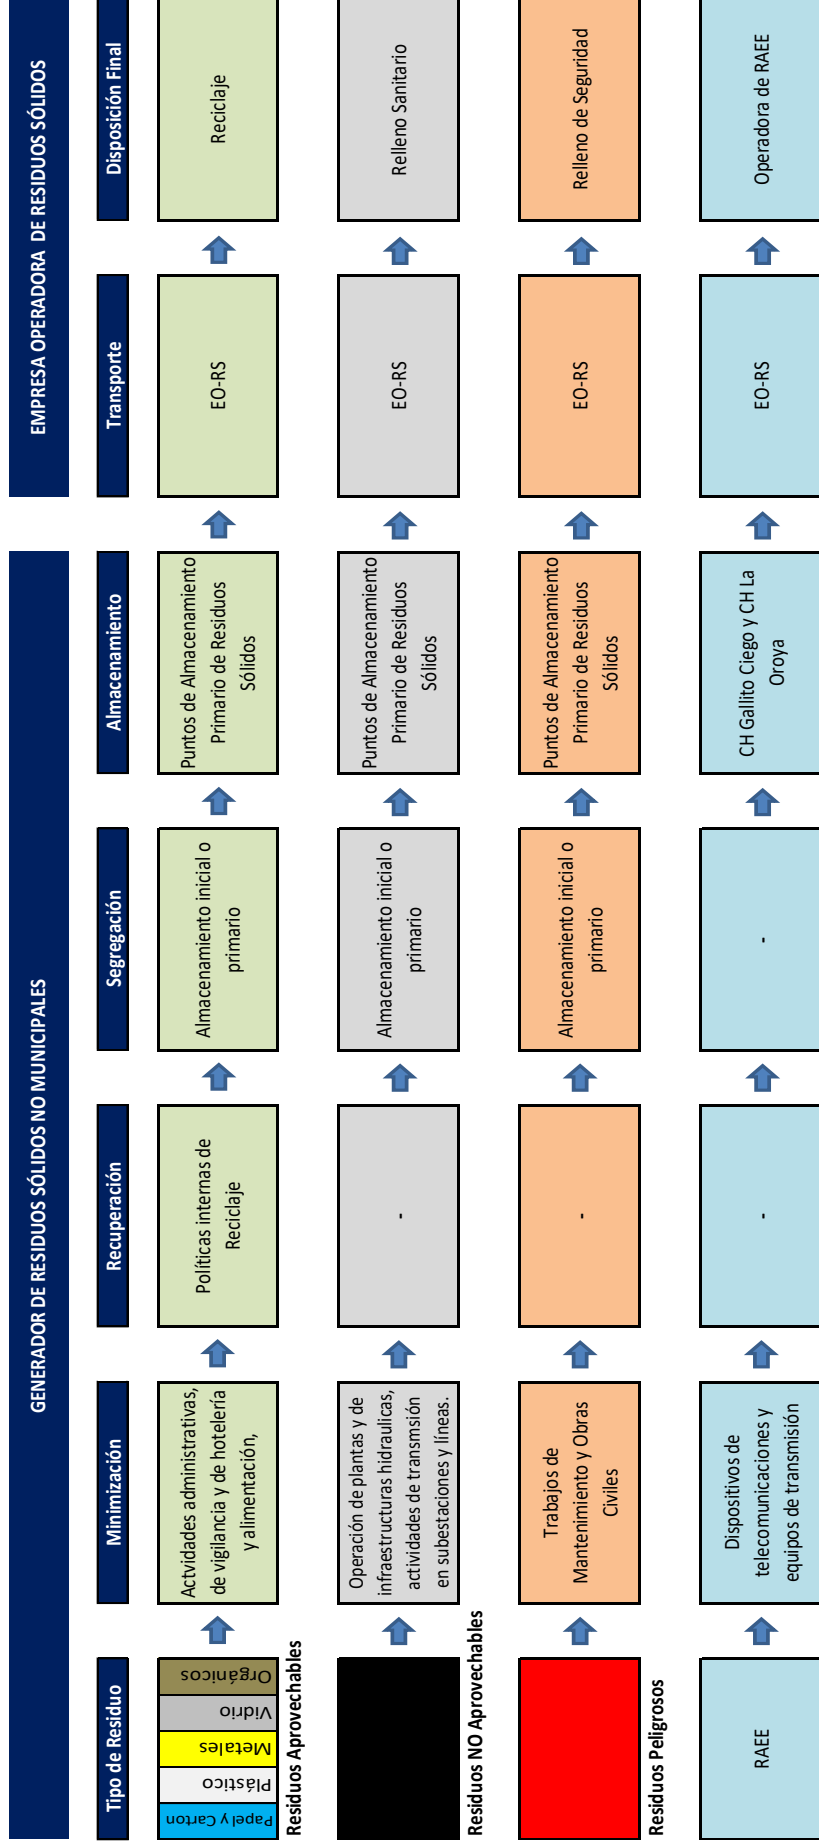 GENERADOR DE RESIDUOS SÓLIDOS NO MUNICIPALES
EMPRESA OPERADORA DE RESIDUOS SÓLIDOS
Tipo de Residuo
Minimización
Recuperación
Segregación
Almacenamiento
Transporte
Disposición Final
Papel y Carton
Plástico
Metales
Vidrio
Orgánicos
Residuos Aprovechables
Actvidades administrativas,
de vigilancia y de hotelería
y alimentación,
Políticas internas de
Reciclaje
Almacenamiento inicial o
primario
Puntos de Almacenamiento
Primario de Residuos
Sólidos
EO-RS
Reciclaje
Residuos NO Aprovechables
Operación de plantas y de
infraestructuras hidraulicas,
actividades de transmsión
en subestaciones y líneas.
-
Almacenamiento inicial o
primario
Puntos de Almacenamiento
Primario de Residuos
Sólidos
EO-RS
Relleno Sanitario
Residuos Peligrosos
Trabajos de
Mantenimiento y Obras
Civiles
-
Almacenamiento inicial o
primario
Puntos de Almacenamiento
Primario de Residuos
Sólidos
EO-RS
Relleno de Seguridad
RAEE
Dispositivos de
telecomunicaciones y
equipos de transmisión
-
-
CH Gallito Ciego y CH La
Oroya
EO-RS
Operadora de RAEE